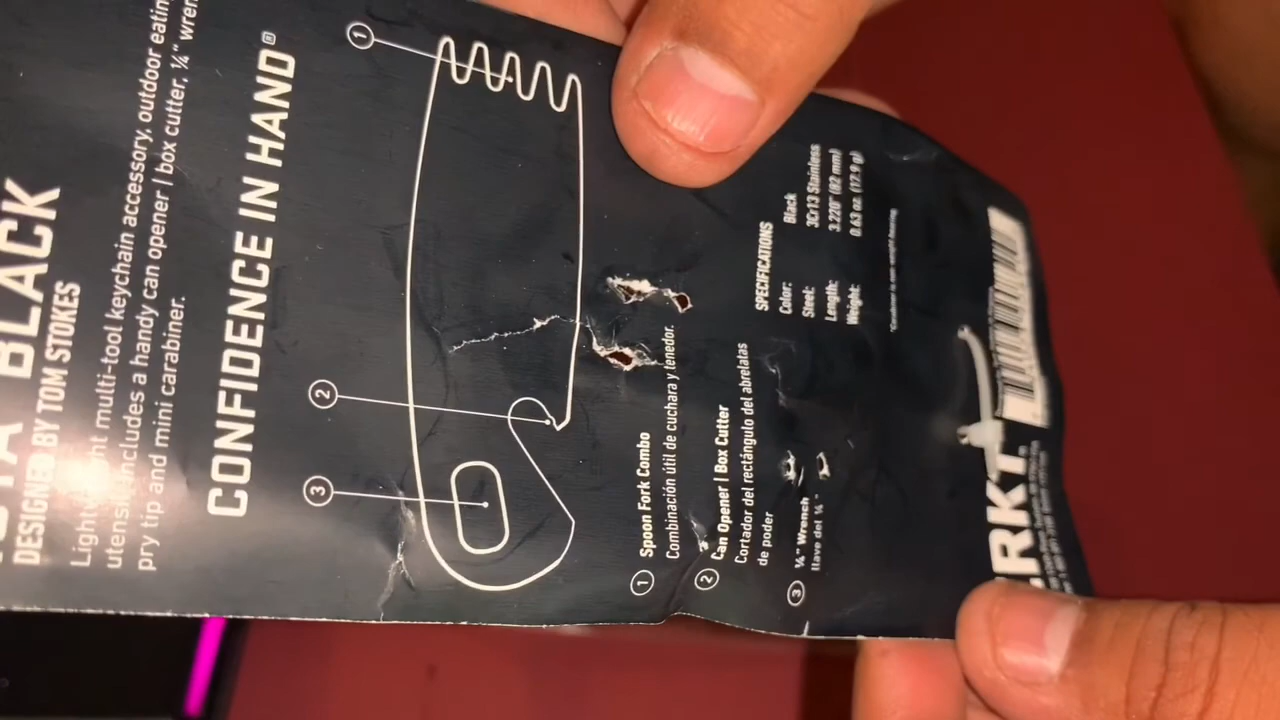 BLACK
DESIGNED BY TOM STOKES
multi-tool keychain accessory, outdoor eating
utensil, includes a handy can opener | box cutter, ¼" wren
pry tip and mini carabiner.
CONFIDENCE IN HAND®
1
2
3
1 Spoon Fork Combo
Combinación útil de cuchara y tenedor.
2 Can Opener | Box Cutter
Cortador del rectángulo del abrelatas
de poder
3 ¼" Wrench
llave del ¼"
SPECIFICATIONS
Color: Black
Steel: 3Cr13 Stainless
Length: 3.220" (82 mm)
Weight: 0.63 oz (17.9 g)
RKT